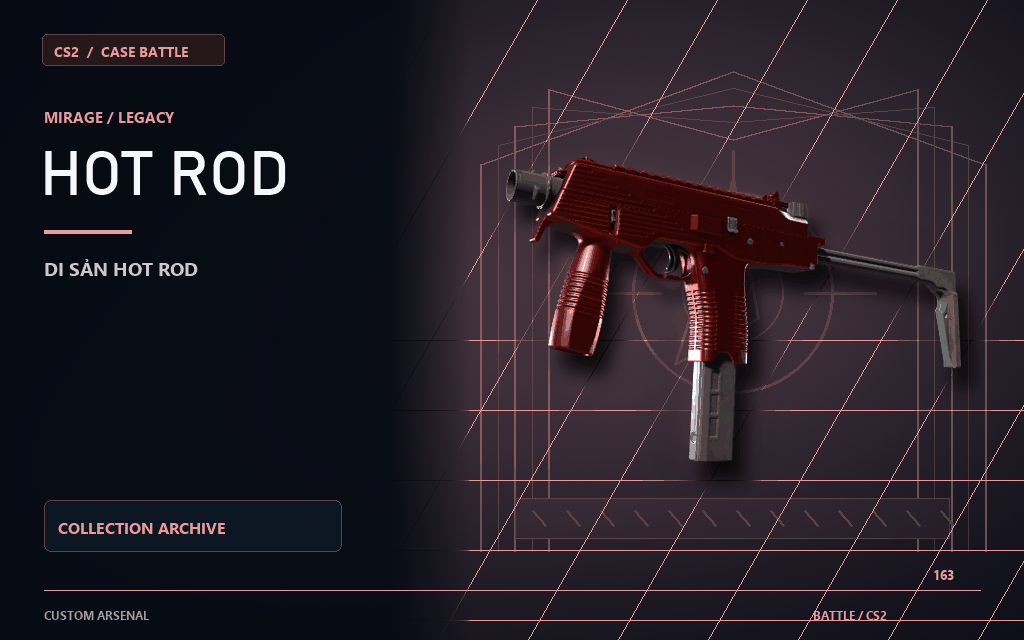 CS2 / CASE BATTLE
MIRAGE / LEGACY
HOT ROD
DI SẢN HOT ROD
COLLECTION ARCHIVE
163
CUSTOM ARSENAL
BATTLE / CS2